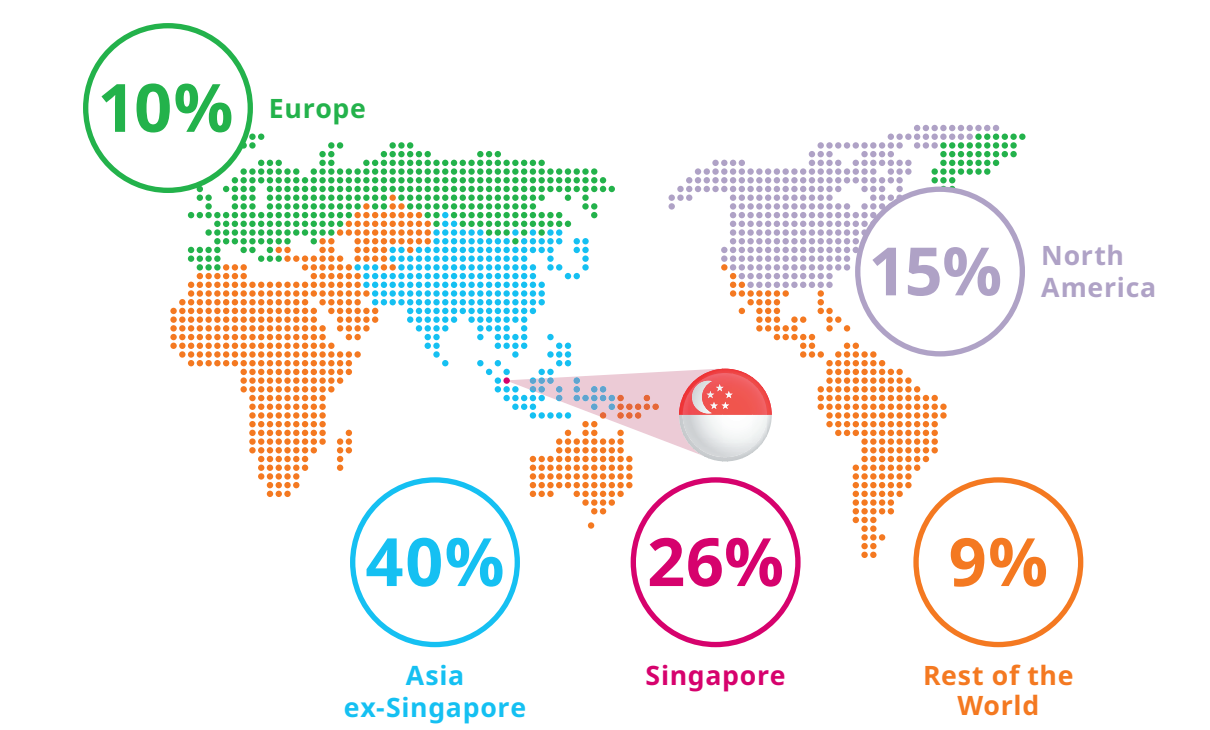 10%
Europe
15%
North
America
40%
Asia
ex-Singapore
26%
Singapore
9%
Rest of the
World